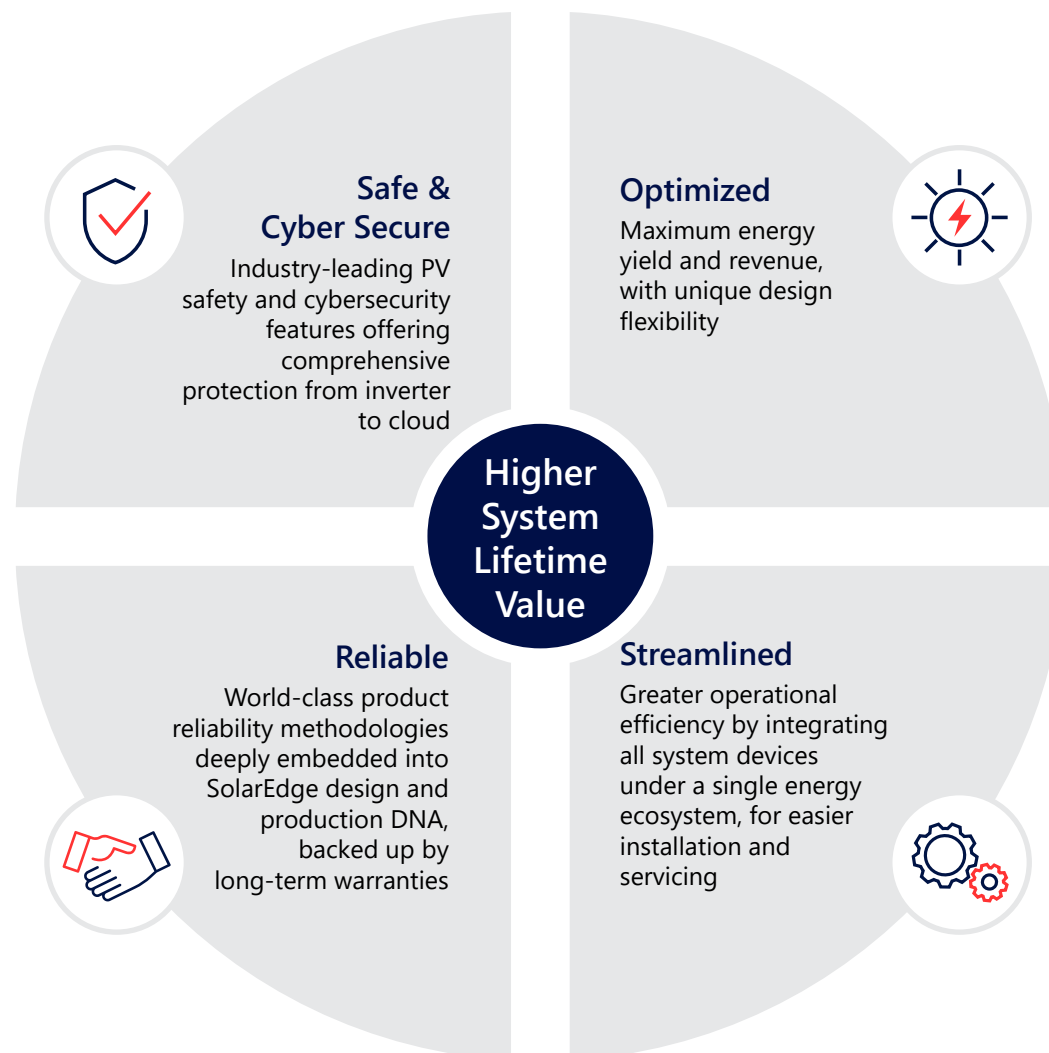 Safe &
Cyber Secure
Industry-leading PV
safety and cybersecurity
features offering
comprehensive
protection from inverter
to cloud
Optimized
Maximum energy
yield and revenue,
with unique design
flexibility
Higher
System
Lifetime
Value
Reliable
World-class product
reliability methodologies
deeply embedded into
SolarEdge design and
production DNA,
backed up by
long-term warranties
Streamlined
Greater operational
efficiency by integrating
all system devices
under a single energy
ecosystem, for easier
installation and
servicing